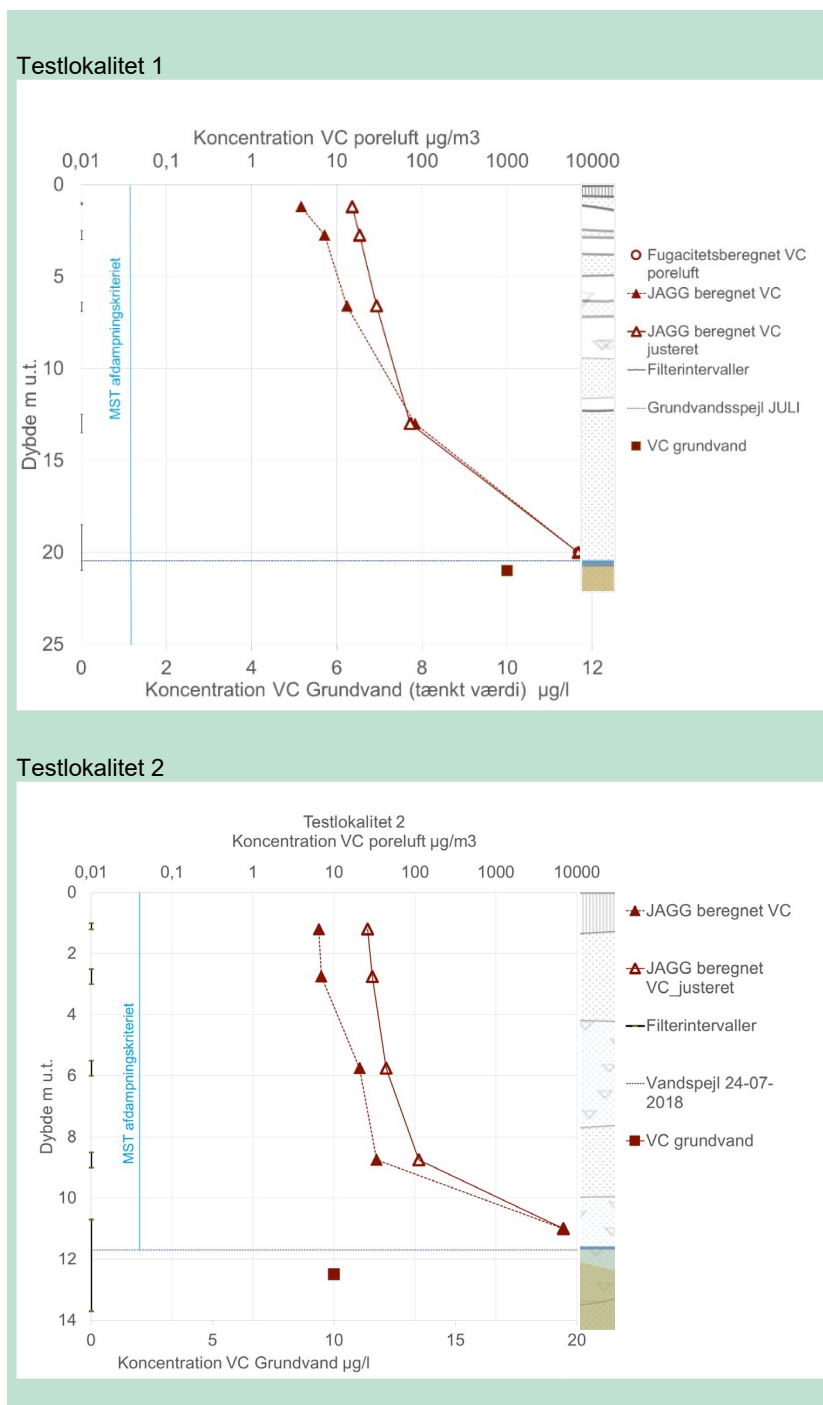 Testlokalitet 1
Koncentration VC poreluft µg/m3
0,01 0,1 1 10 100 1000 10000
0
5
10
15
20
25
Dybde m u.t.
MST afdampningskriteriet
Fugacitetsberegnet VC
poreluft
JAGG beregnet VC
JAGG beregnet VC
justeret
Filterintervaller
Grundvandsspejl JULI
VC grundvand
0 2 4 6 8 10 12
Koncentration VC Grundvand (tænkt værdi) µg/l
Testlokalitet 2
Testlokalitet 2
Koncentration VC poreluft µg/m3
0,01 0,1 1 10 100 1000 10000
0
2
4
6
8
10
12
14
Dybde m u.t.
MST afdampningskriteriet
JAGG beregnet VC
JAGG beregnet
VC_justeret
Filterintervaller
Vandspejl 24-07-
2018
VC grundvand
0 5 10 15 20
Koncentration VC Grundvand µg/l